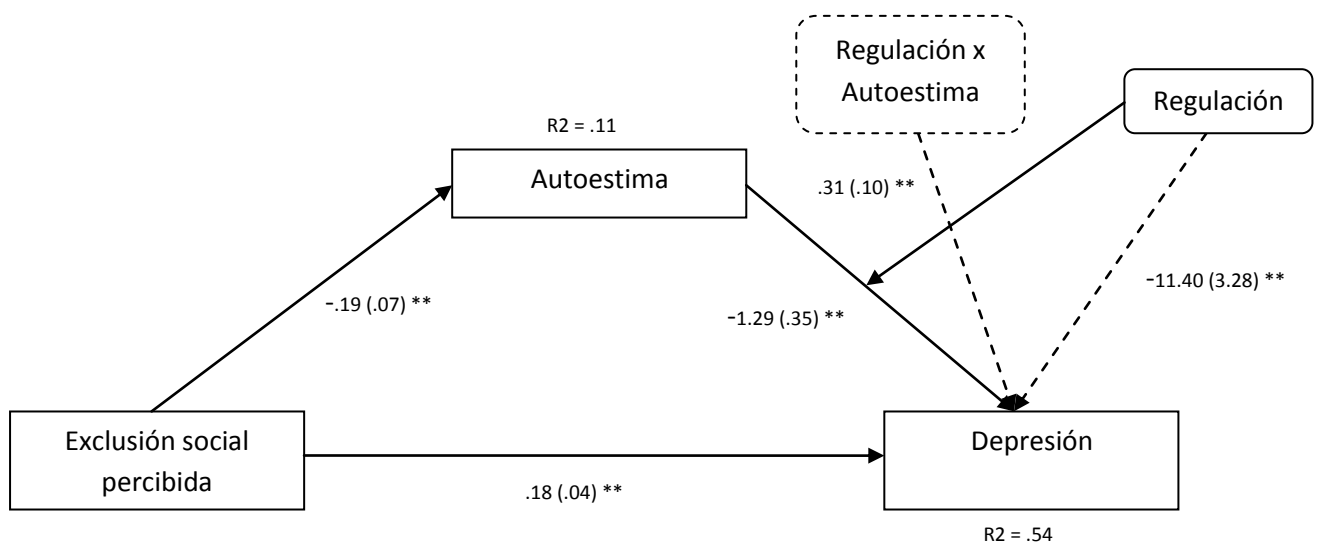 Regulación x
Autoestima
Regulación
R2 = .11
Autoestima
.31 (.10) **
-.19 (.07) **
-1.29 (.35) **
-11.40 (3.28) **
Exclusión social
percibida
Depresión
.18 (.04) **
R2 = .54